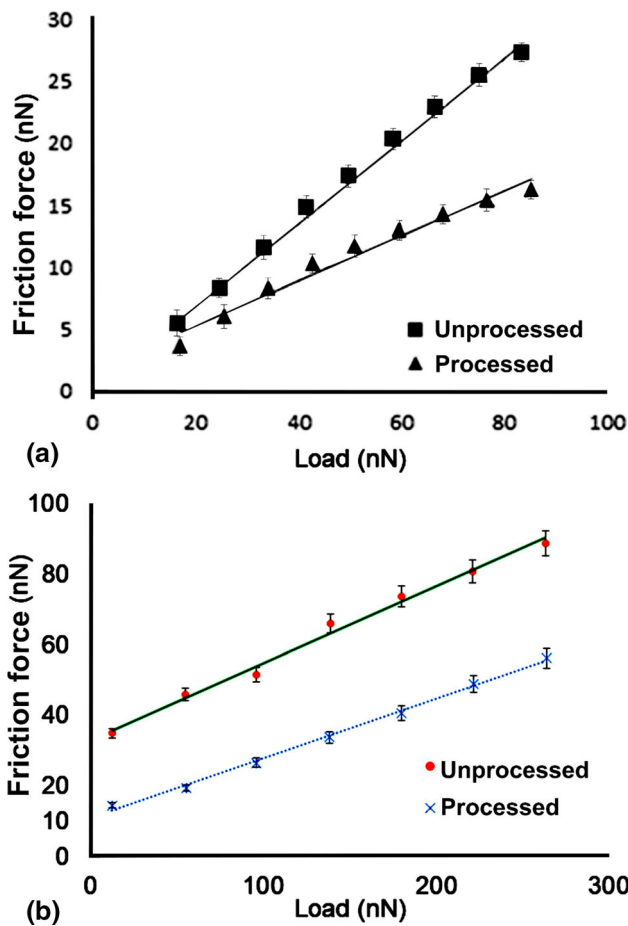 30
25
20
15
10
5
0
Friction force (nN)
Unprocessed
Processed
0 20 40 60 80 100
Load (nN)
(a)
100
80
60
40
20
10
0
Friction force (nN)
Unprocessed
Processed
0 100 200 300
Load (nN)
(b)